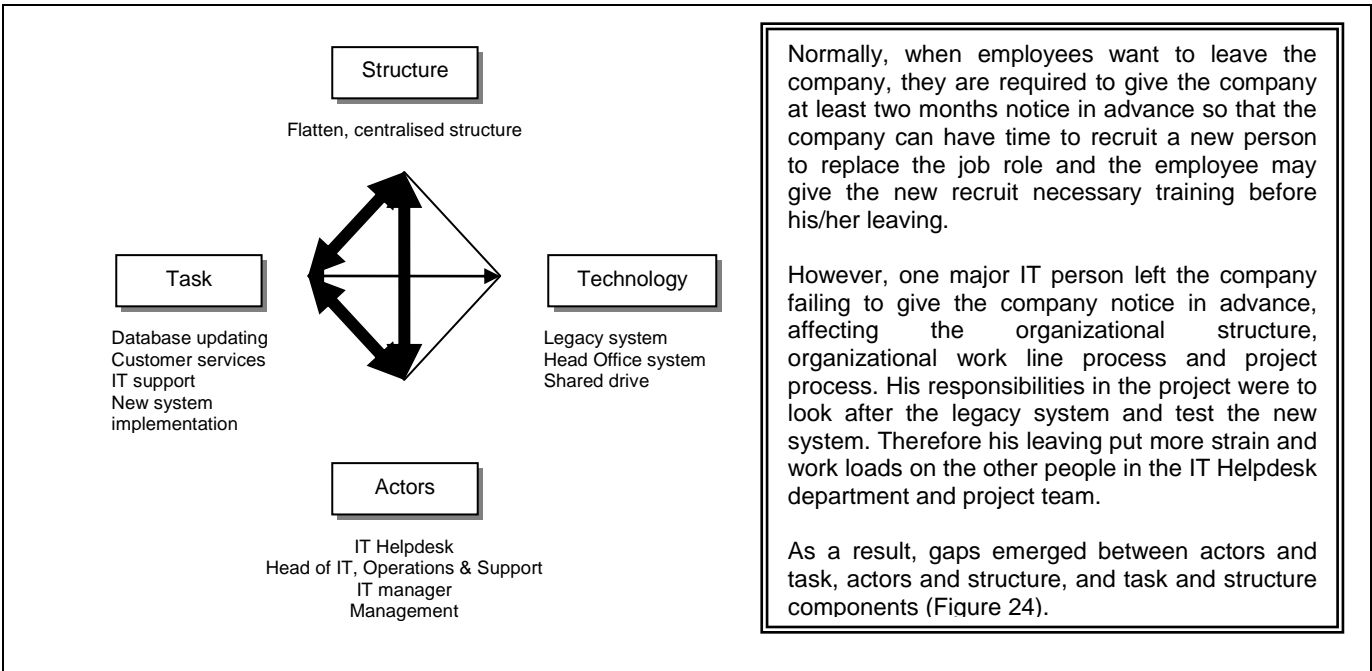 Structure
Flatten, centralised structure
Task
Database updating
Customer services
IT support
New system
implementation
Technology
Legacy system
Head Office system
Shared drive
Actors
IT Helpdesk
Head of IT, Operations & Support
IT manager
Management
Normally, when employees want to leave the
company, they are required to give the company
at least two months notice in advance so that the
company can have time to recruit a new person
to replace the job role and the employee may
give the new recruit necessary training before
his/her leaving.
However, one major IT person left the company
failing to give the company notice in advance,
affecting the organizational structure,
organizational work line process and project
process. His responsibilities in the project were to
look after the legacy system and test the new
system. Therefore his leaving put more strain and
work loads on the other people in the IT Helpdesk
department and project team.
As a result, gaps emerged between actors and
task, actors and structure, and task and structure
components (Figure 24).